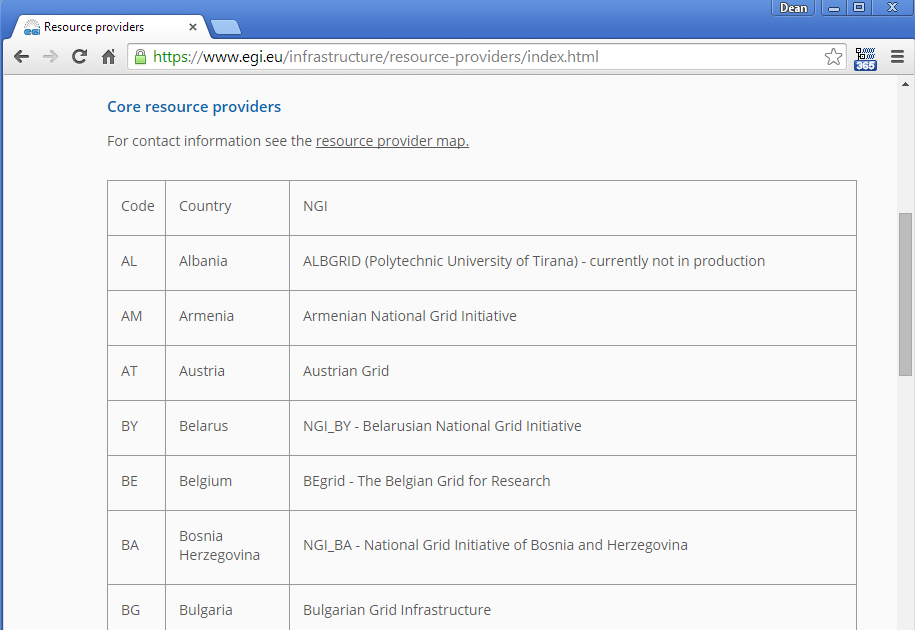 Dean
Resource providers
https://www.egi.eu/infrastructure/resource-providers/index.html
365
Core resource providers
For contact information see the resource provider map.
Code Country NGI
AL Albania ALBGRID (Polytechnic University of Tirana) - currently not in production
AM Armenia Armenian National Grid Initiative
AT Austria Austrian Grid
BY Belarus NGI_BY - Belarusian National Grid Initiative
BE Belgium BEgrid - The Belgian Grid for Research
BA Bosnia Herzegovina NGI_BA - National Grid Initiative of Bosnia and Herzegovina
BG Bulgaria Bulgarian Grid Infrastructure